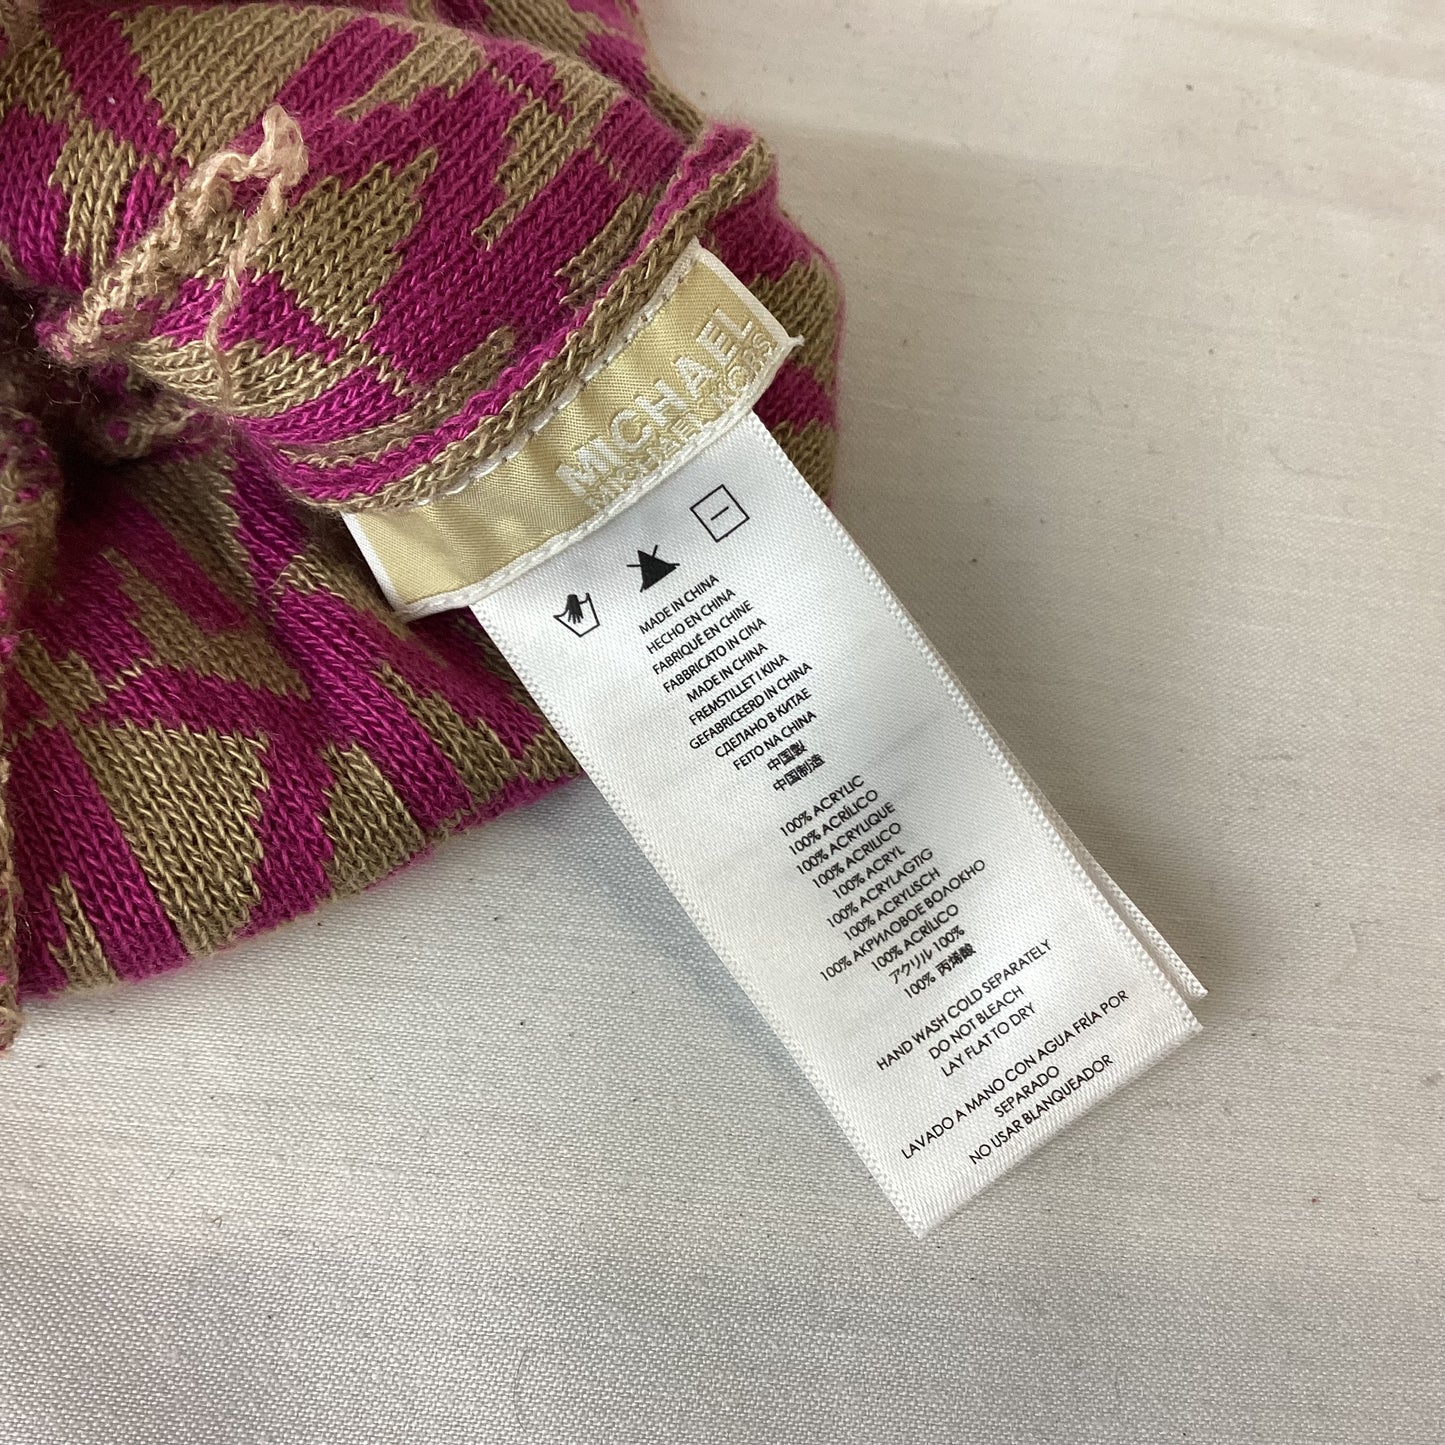 MICHAEL
MICHAEL KORS
MADE IN CHINA
HECHO EN CHINA
FABRIQUÉ EN CHINE
FABBRICATO IN CINA
MADE IN CHINA
FREMSTILLET I KINA
GEFABRICEERD IN CHINA
СДЕЛАНО В КИТАЕ
FEITO NA CHINA
中国製
中国制造
100% ACRYLIC
100% ACRÍLICO
100% ACRYLIQUE
100% ACRILICO
100% ACRYL
100% ACRYLAGTIG
100% ACRYLISCH
100% АКРИЛОВОЕ ВОЛОКНО
100% ACRÍLICO
アクリル 100%
100% 丙烯酸
HAND WASH COLD SEPARATELY
DO NOT BLEACH
LAY FLAT TO DRY
LAVADO A MANO CON AGUA FRÍA POR
SEPARADO
NO USAR BLANQUEADOR